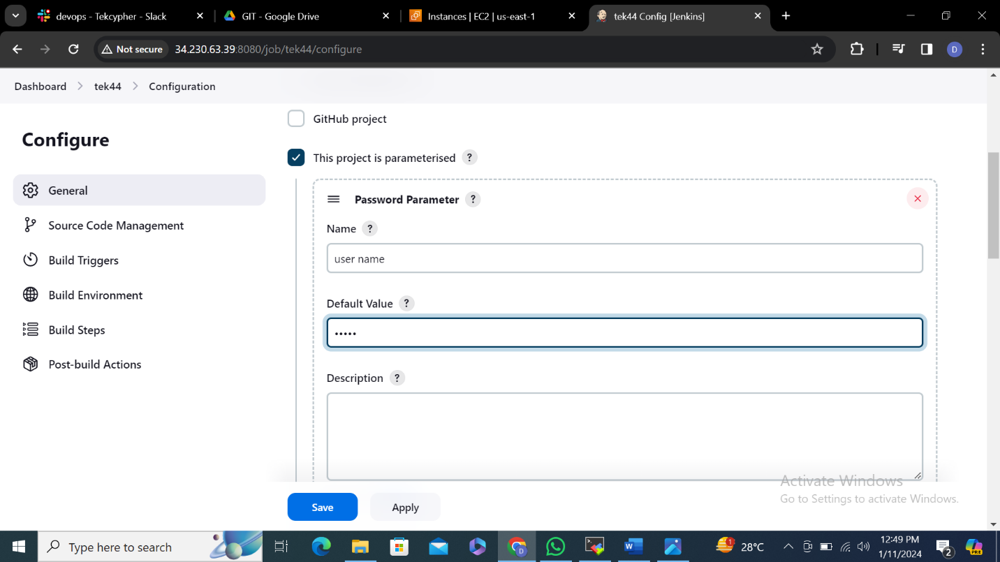 devops - Tekcypher - Slack
GIT - Google Drive
Instances | EC2 | us-east-1
tek44 Config [Jenkins]
Not secure
34.230.63.39:8080/job/tek44/configure
D
Dashboard > tek44 > Configuration
Configure
General
Source Code Management
Build Triggers
Build Environment
Build Steps
Post-build Actions
GitHub project
This project is parameterised ?
Password Parameter ?
Name ?
user name
Default Value ?
•••••
Description ?
Save
Apply
Activate Windows
Go to Settings to activate Windows.
Type here to search
D
W
1
28°C
12:49 PM
1/11/2024
2
PRE